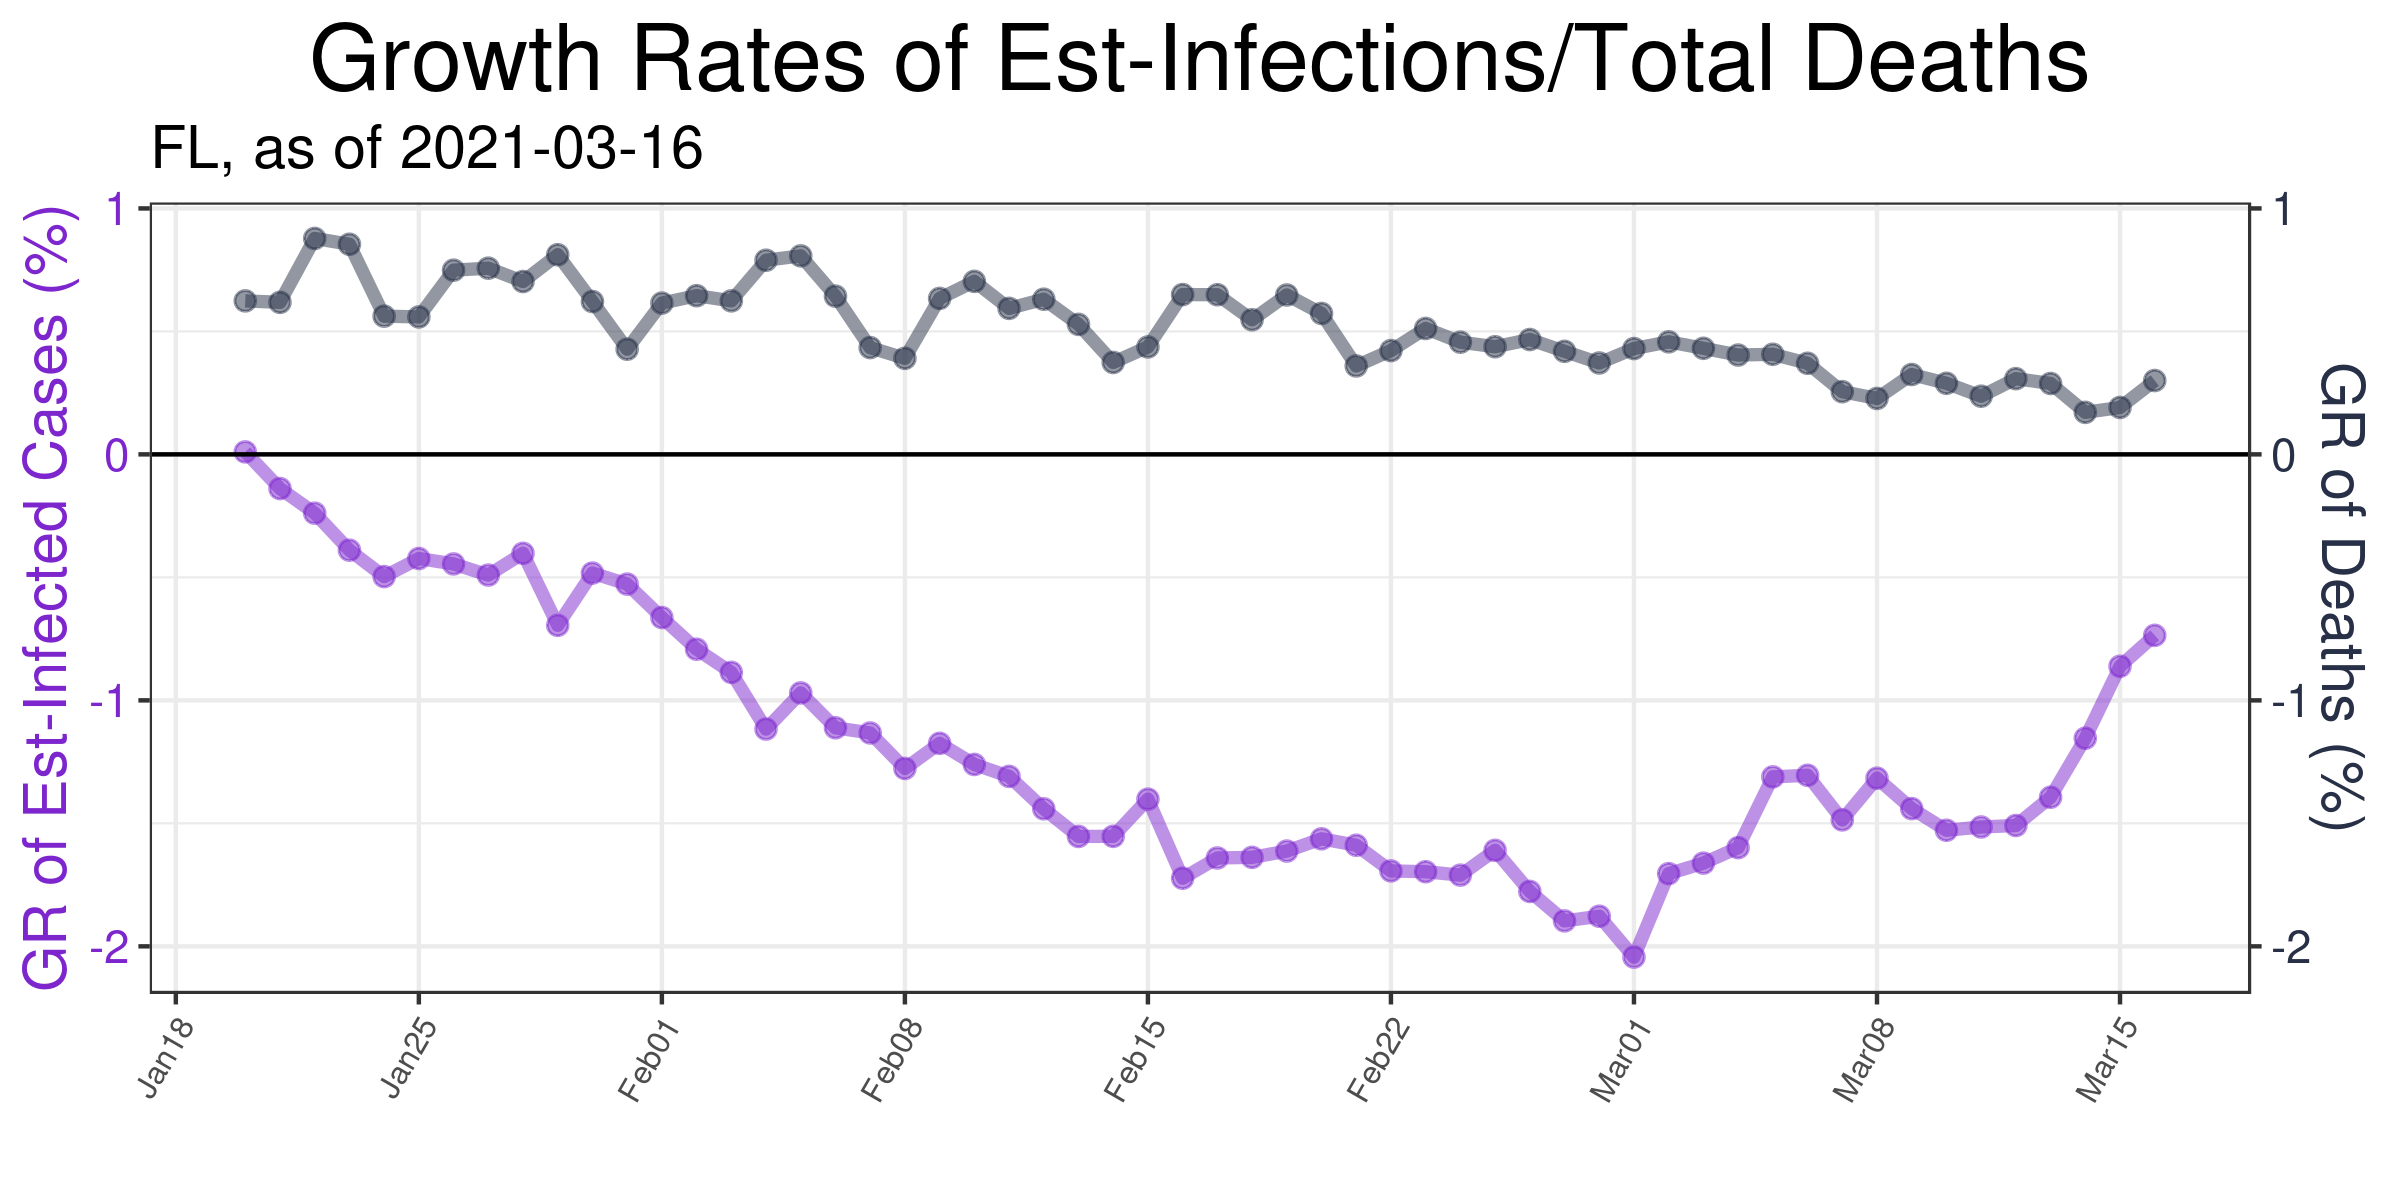 Growth Rates of Est-Infections/Total Deaths
FL, as of 2021-03-16
GR of Est-Infected Cases (%)
1
0
-1
-2
1
0
-1
-2
GR of Deaths (%)
Jan18
Jan25
Feb01
Feb08
Feb15
Feb22
Mar01
Mar08
Mar15